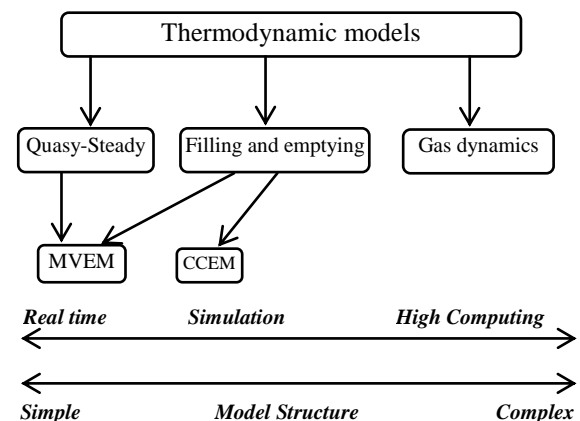 Thermodynamic models
Quasy-Steady
Filling and emptying
Gas dynamics
MVEM
CCEM
Real time
Simulation
High Computing
Simple
Model Structure
Complex